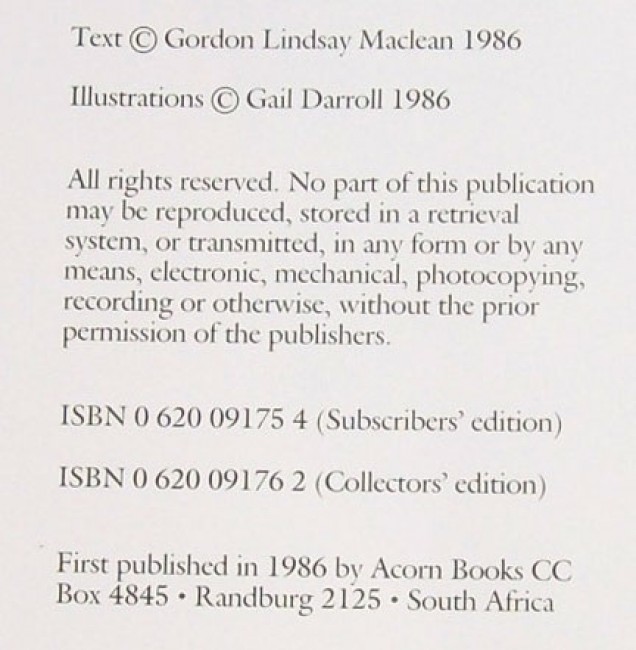 Text © Gordon Lindsay Maclean 1986
Illustrations © Gail Darroll 1986
All rights reserved. No part of this publication
may be reproduced, stored in a retrieval
system, or transmitted, in any form or by any
means, electronic, mechanical, photocopying,
recording or otherwise, without the prior
permission of the publishers.
ISBN 0 620 09175 4 (Subscribers' edition)
ISBN 0 620 09176 2 (Collectors' edition)
First published in 1986 by Acorn Books CC
Box 4845 • Randburg 2125 • South Africa